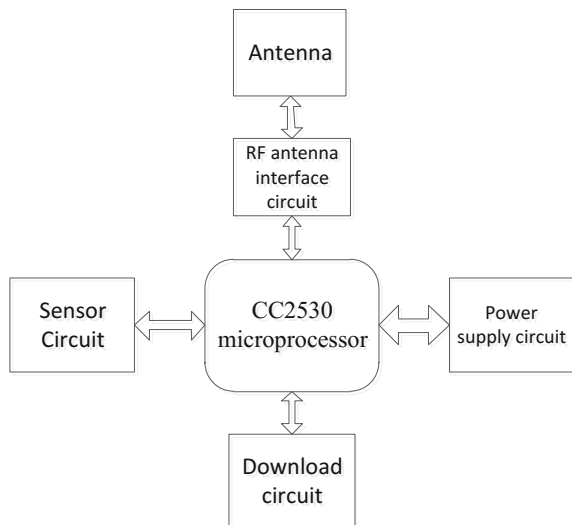 Antenna
RF antenna
interface
circuit
Sensor
Circuit
CC2530
microprocessor
Power
supply circuit
Download
circuit